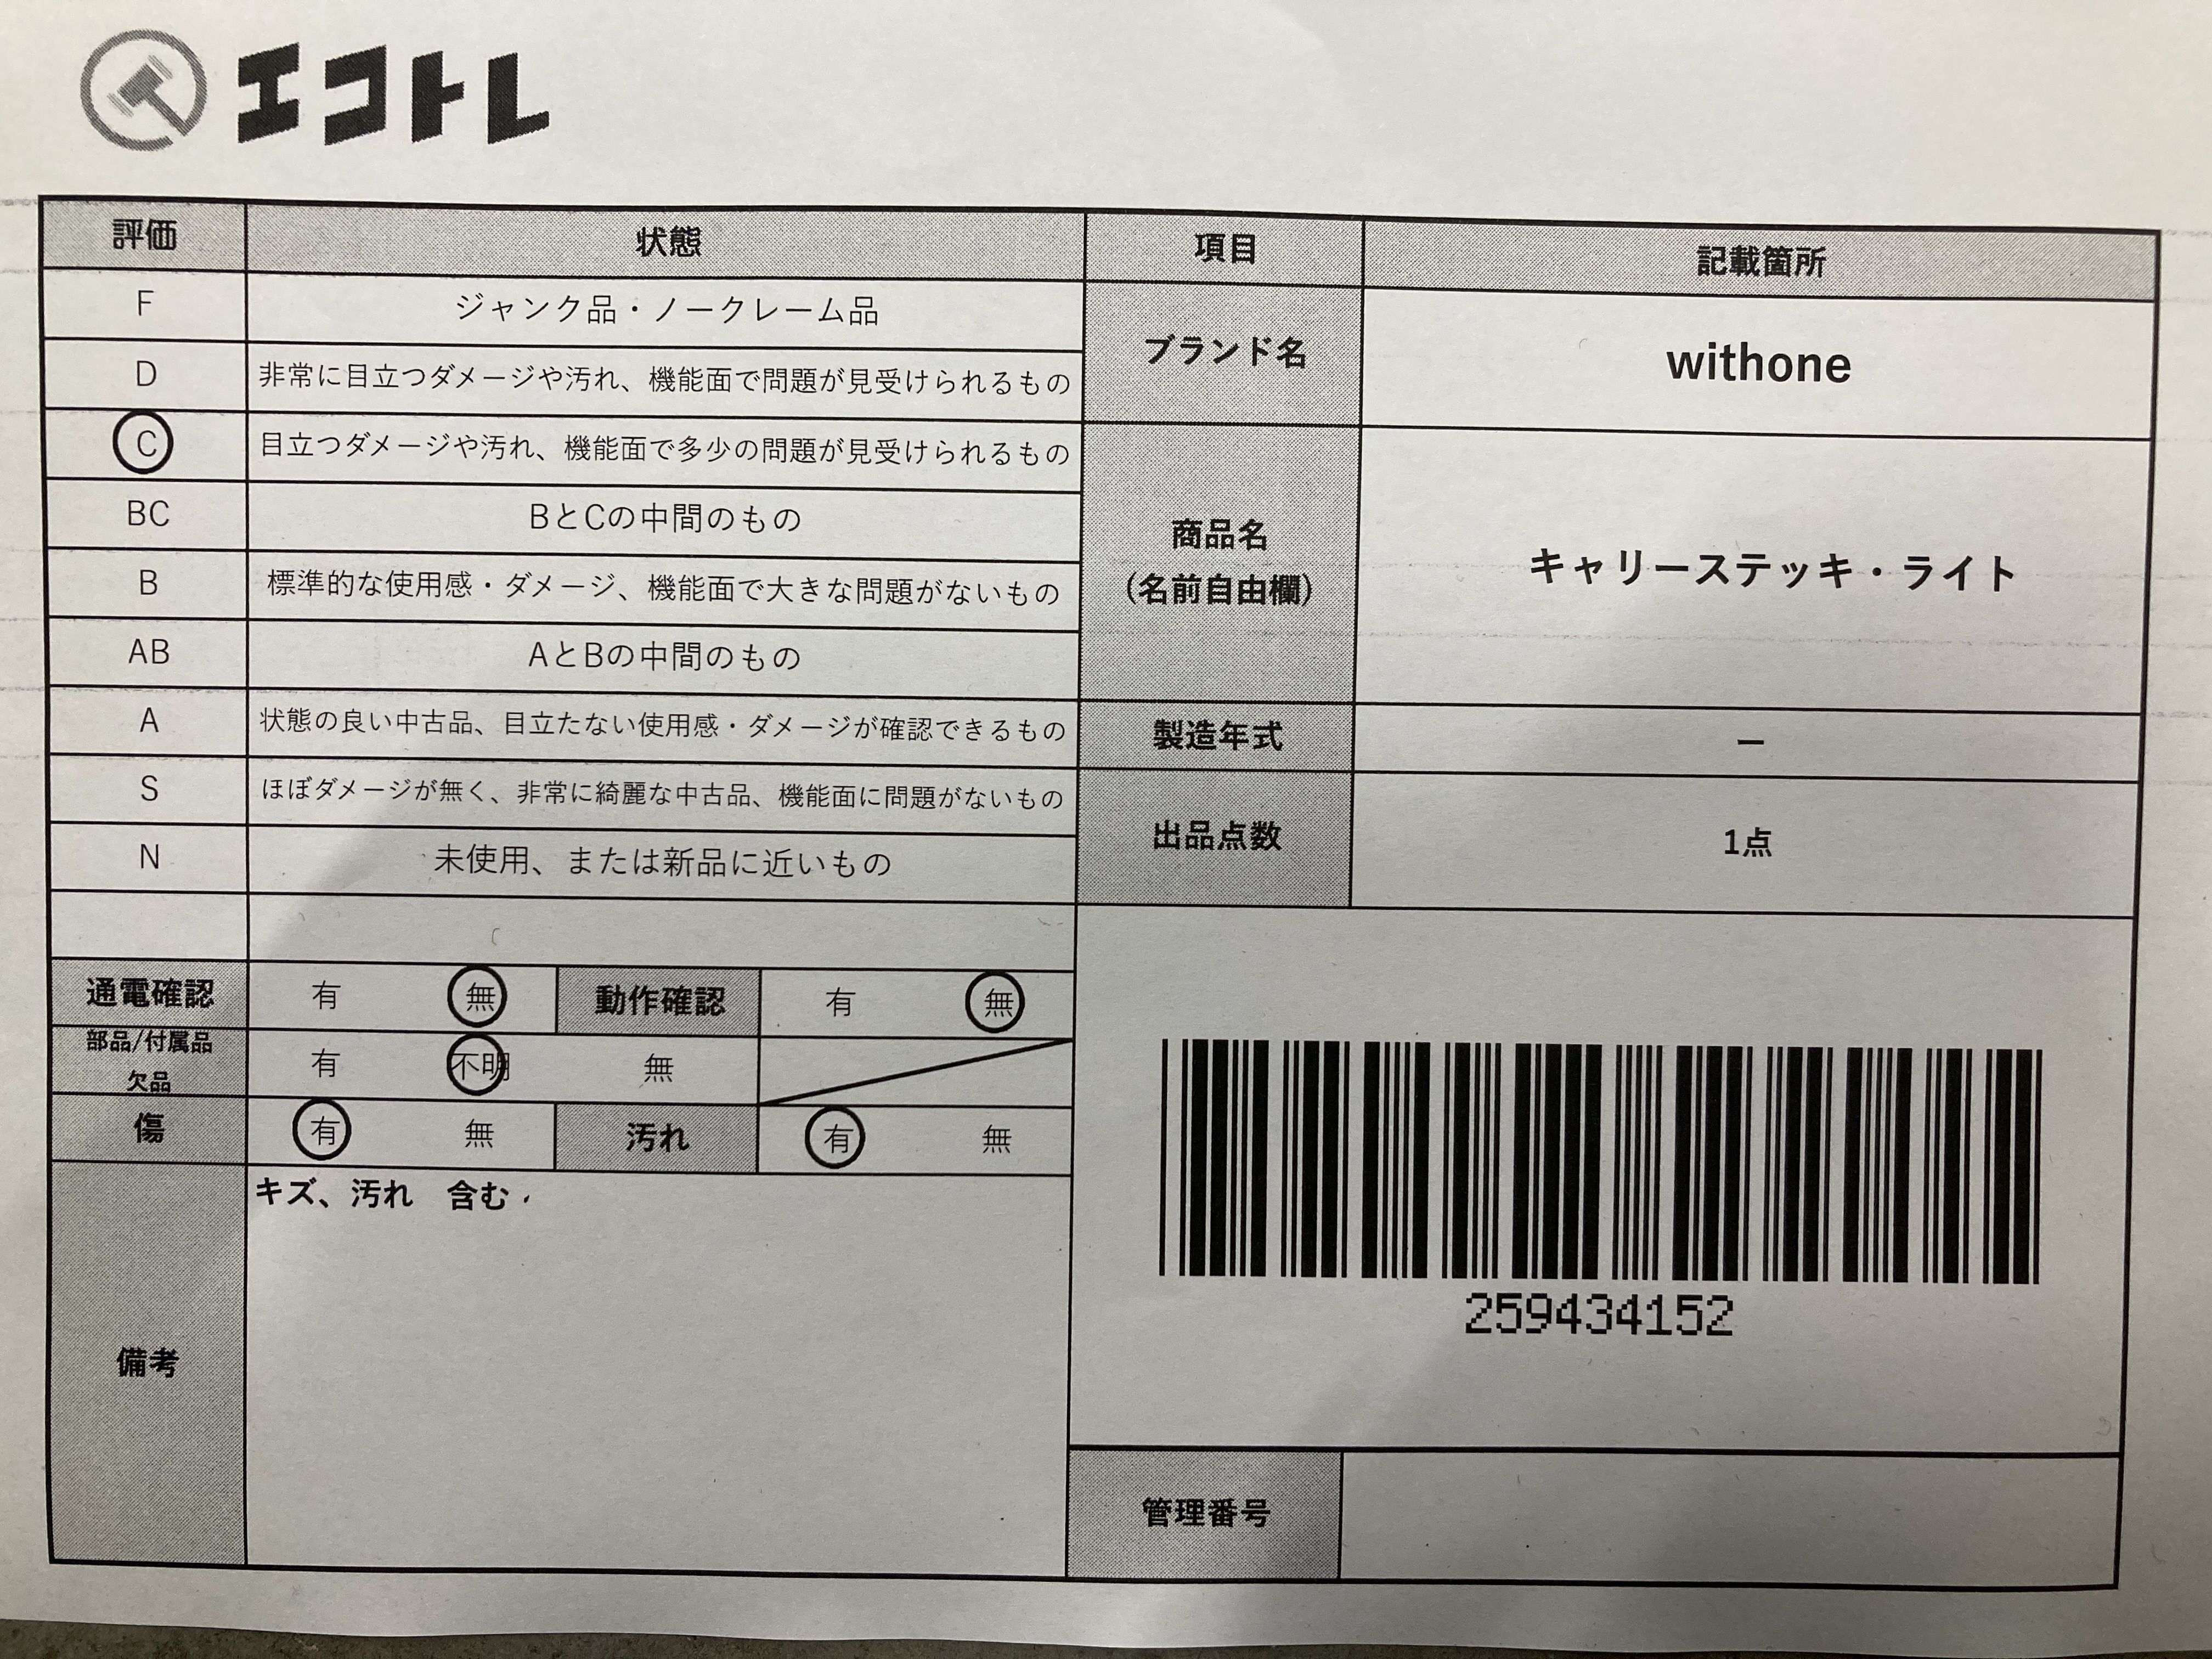 エコトレ
評価 状態 項目 記載箇所
F ジャンク品・ノークレーム品
D 非常に目立つダメージや汚れ、機能面で問題が見受けられるもの
C 目立つダメージや汚れ、機能面で多少の問題が見受けられるもの
BC BとCの中間のもの
B 標準的な使用感・ダメージ、機能面で大きな問題がないもの
AB AとBの中間のもの
A 状態の良い中古品、目立たない使用感・ダメージが確認できるもの
S ほぼダメージが無く、非常に綺麗な中古品、機能面に問題がないもの
N 未使用、または新品に近いもの
ブランド名 withone
商品名
(名前自由欄)
キャリーステッキ・ライト
製造年式 ー
出品点数 1点
通電確認 有 無 動作確認 有 無
部品/付属品
欠品
有 不明 無
傷 有 無 汚れ 有 無
備考
キズ、汚れ 含む
259434152
管理番号